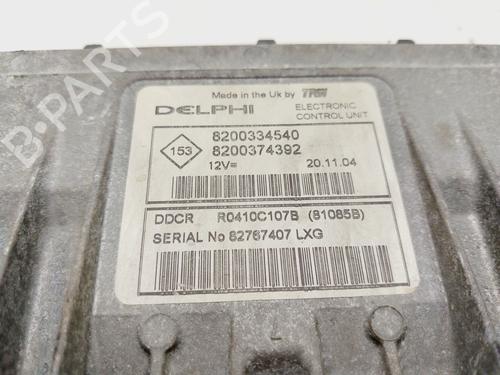 Made in the Uk by TRW
DELPHI ELECTRONIC CONTROL UNIT
153
8200334540
8200374392
12V= 20.11.04
DDCR R0410C107B (81085B)
SERIAL No 82767407 LXG
B-PARTS